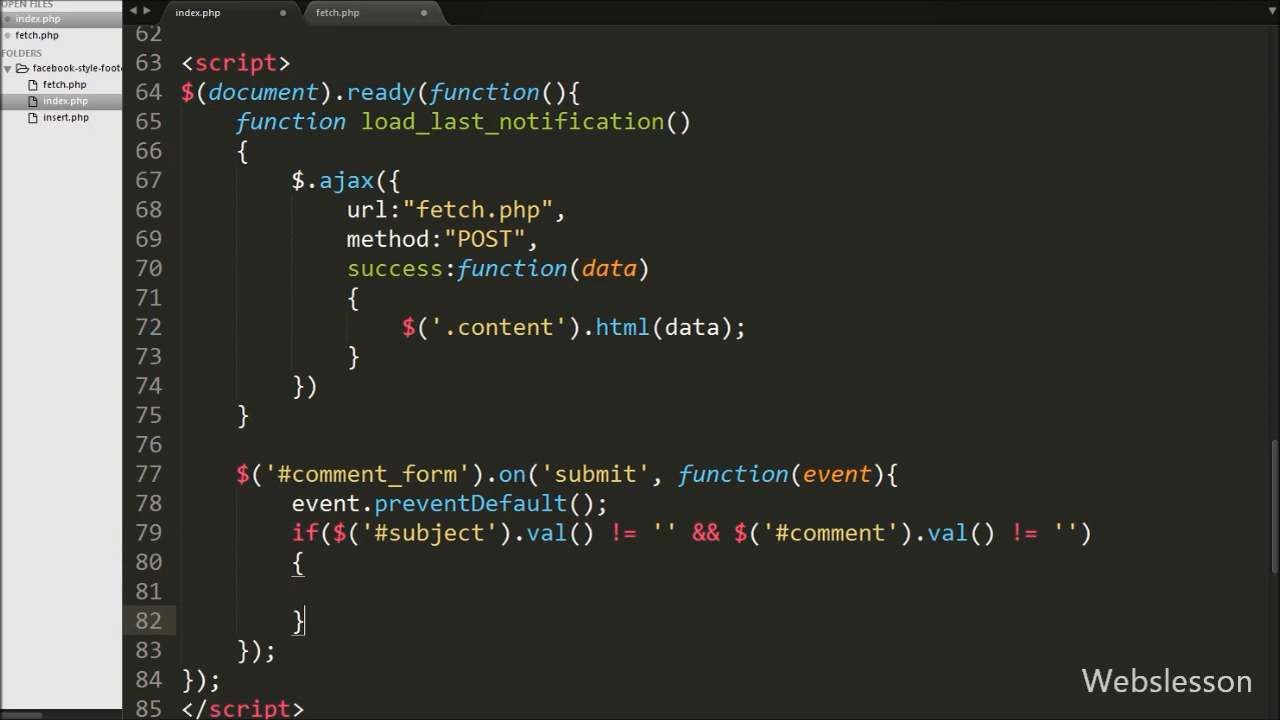 OPEN FILES
index.php
fetch.php
FOLDERS
facebook-style-foote
fetch.php
index.php
insert.php
index.php
fetch.php
62
63 <script>
64 $(document).ready(function(){
65 function load_last_notification()
66 {
67 $.ajax({
68 url:"fetch.php",
69 method:"POST",
70 success:function(data)
71 {
72 $('.content').html(data);
73 }
74 })
75 }
76
77 $('#comment_form').on('submit', function(event){
78 event.preventDefault();
79 if($('#subject').val() != '' && $('#comment').val() != '')
80 {
81
82 }
83 });
84 });
85 </script>
Webslesson